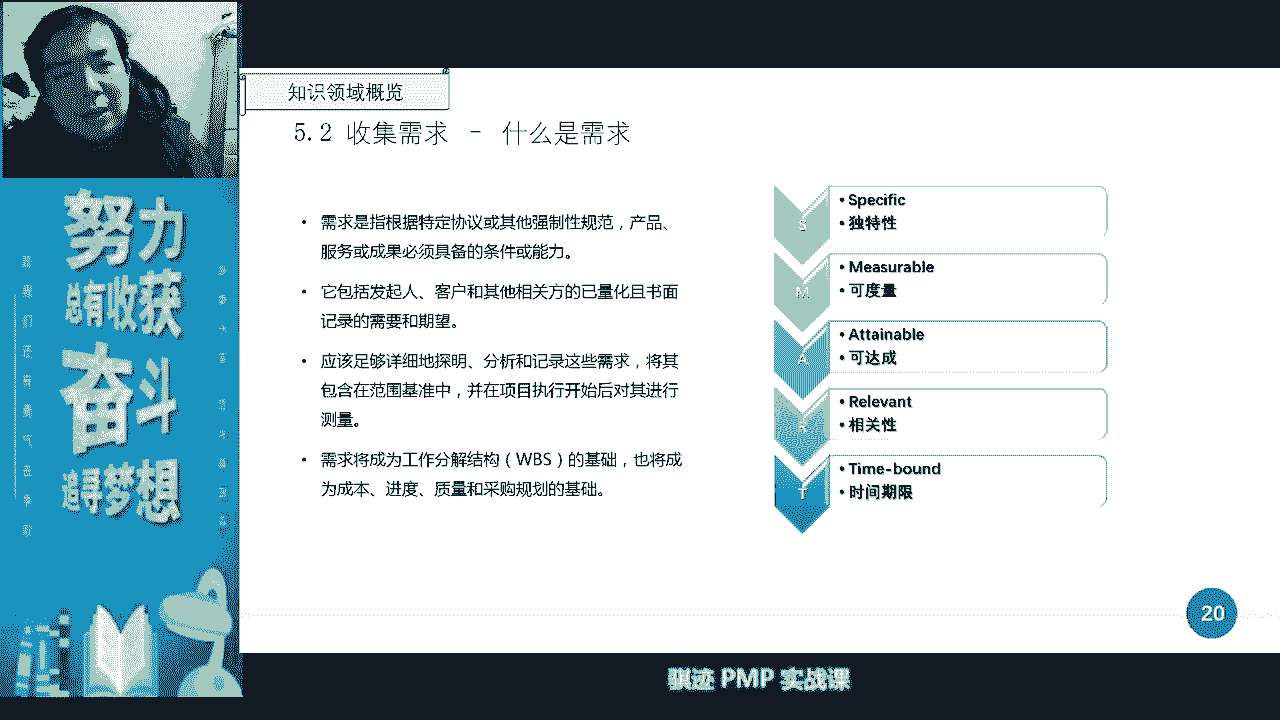 知识领域概览
5.2 收集需求 - 什么是需求
• 需求是指根据特定协议或其他强制性规范，产品、
服务或成果必须具备的条件或能力。
• 它包括发起人、客户和其他相关方的已量化且书面
记录的需要和期望。
• 应该足够详细地探明、分析和记录这些需求，将其
包含在范围基准中，并在项目执行开始后对其进行
测量。
• 需求将成为工作分解结构（WBS）的基础，也将成
为成本、进度、质量和采购规划的基础。
S
• Specific
• 独特性
M
• Measurable
• 可度量
A
• Attainable
• 可达成
R
• Relevant
• 相关性
T
• Time-bound
• 时间期限
努力
总有收获
奋斗
追寻梦想
20
骐迹 PMP 实战课